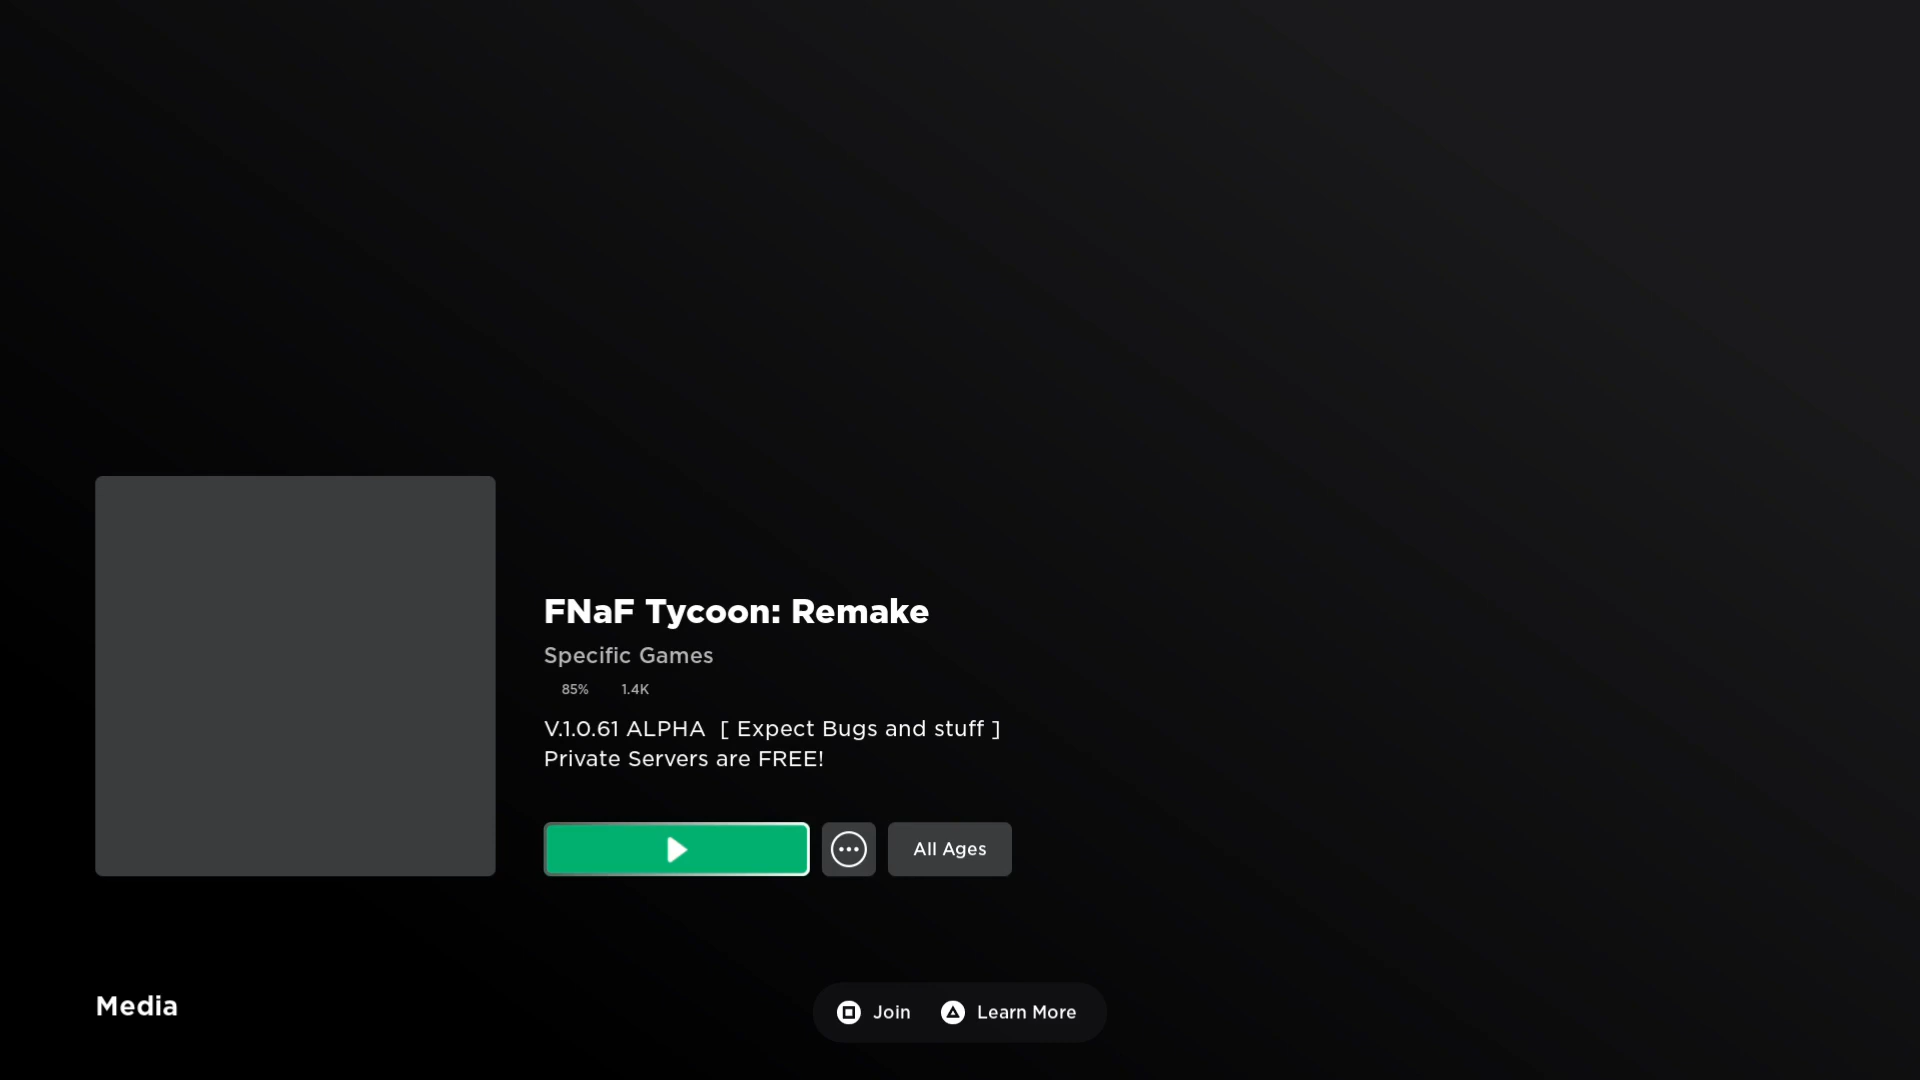 FNaF Tycoon: Remake
Specific Games
85% 1.4K
V.1.0.61 ALPHA [ Expect Bugs and stuff ]
Private Servers are FREE!
All Ages
Media
Join Learn More